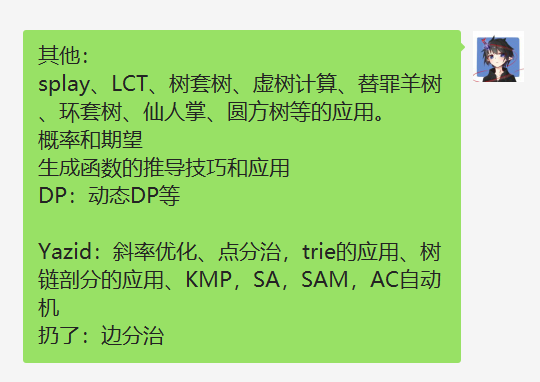 其他：
splay、LCT、树套树、虚树计算、替罪羊树
、环套树、仙人掌、圆方树等的应用。
概率和期望
生成函数的推导技巧和应用
DP：动态DP等
Yazid：斜率优化、点分治，trie的应用、树
链剖分的应用、KMP，SA，SAM，AC自动
机
扔了：边分治